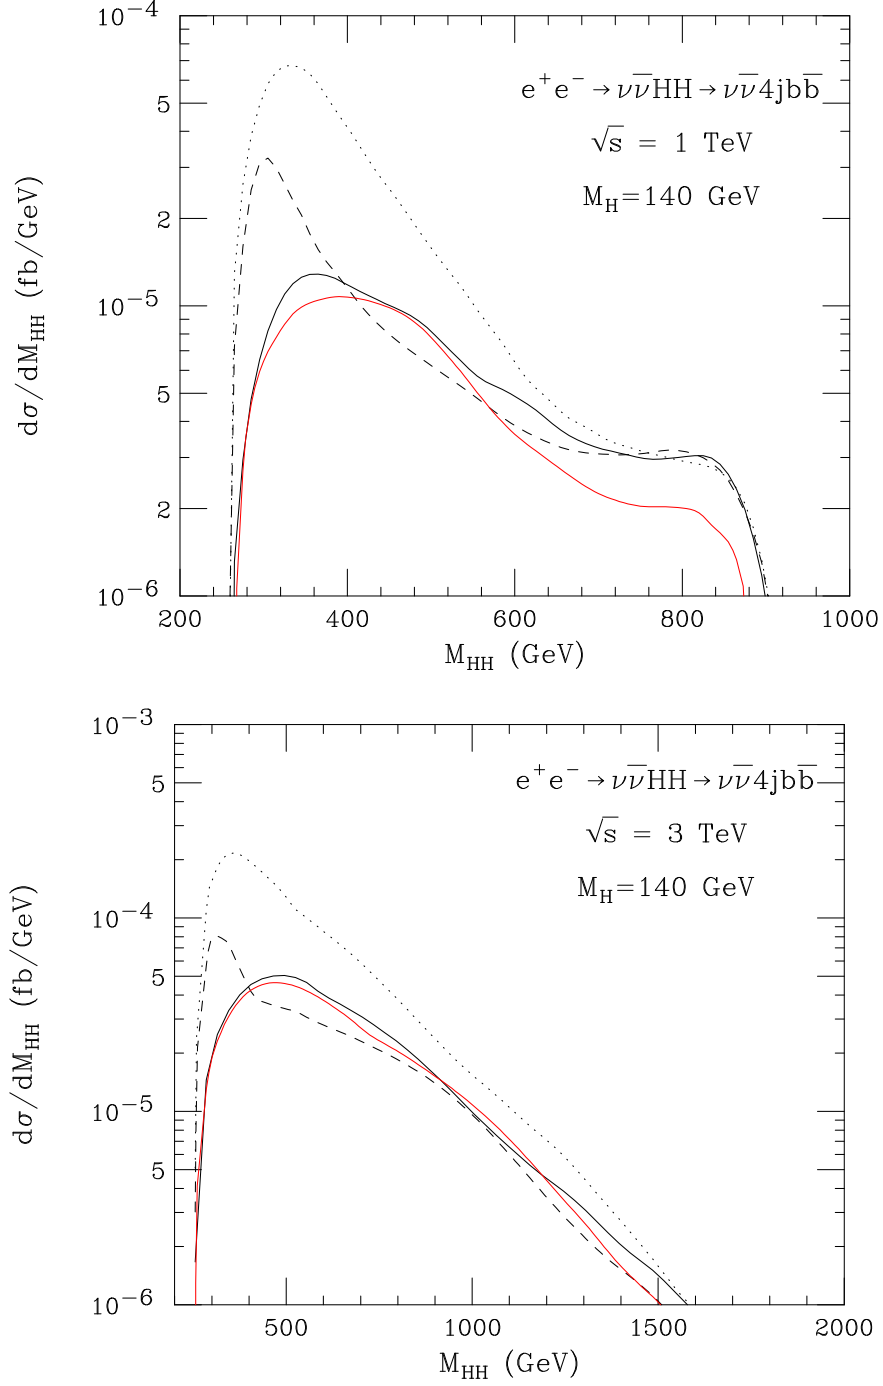 10⁻⁴
5
2
10⁻⁵
5
2
10⁻⁶
dσ/dM_HH (fb/GeV)
e⁺e⁻→νν̅HH→νν̅4jbb̅
√s = 1 TeV
M_H=140 GeV
200 400 600 800 1000
M_HH (GeV)
10⁻³
5
10⁻⁴
5
10⁻⁵
5
10⁻⁶
dσ/dM_HH (fb/GeV)
e⁺e⁻→νν̅HH→νν̅4jbb̅
√s = 3 TeV
M_H=140 GeV
500 1000 1500 2000
M_HH (GeV)